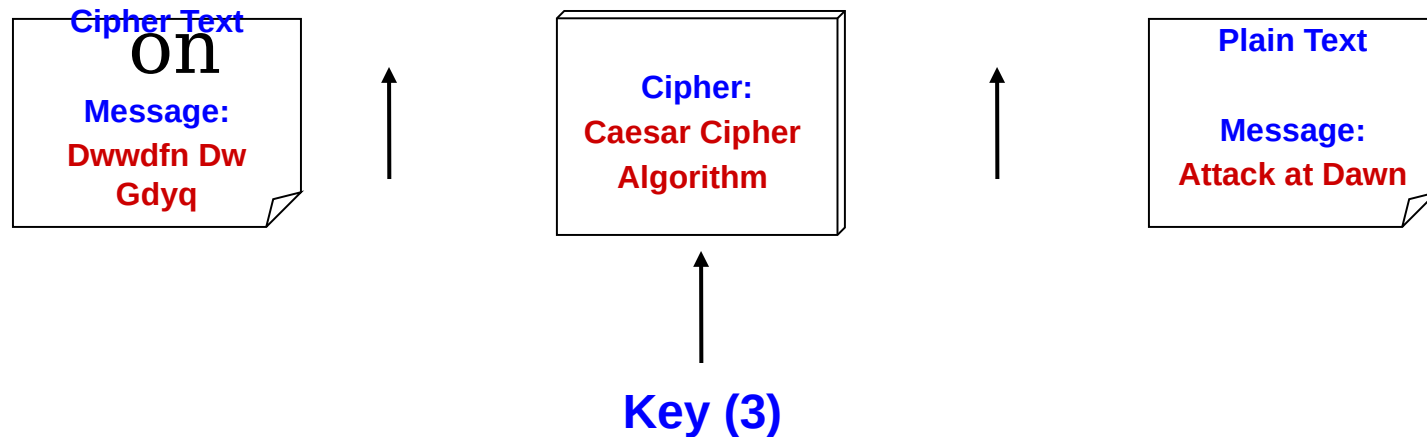 Cipher Text
on
Message:
Dwwdfn Dw
Gdyq
Cipher:
Caesar Cipher
Algorithm
Plain Text
Message:
Attack at Dawn
Key (3)